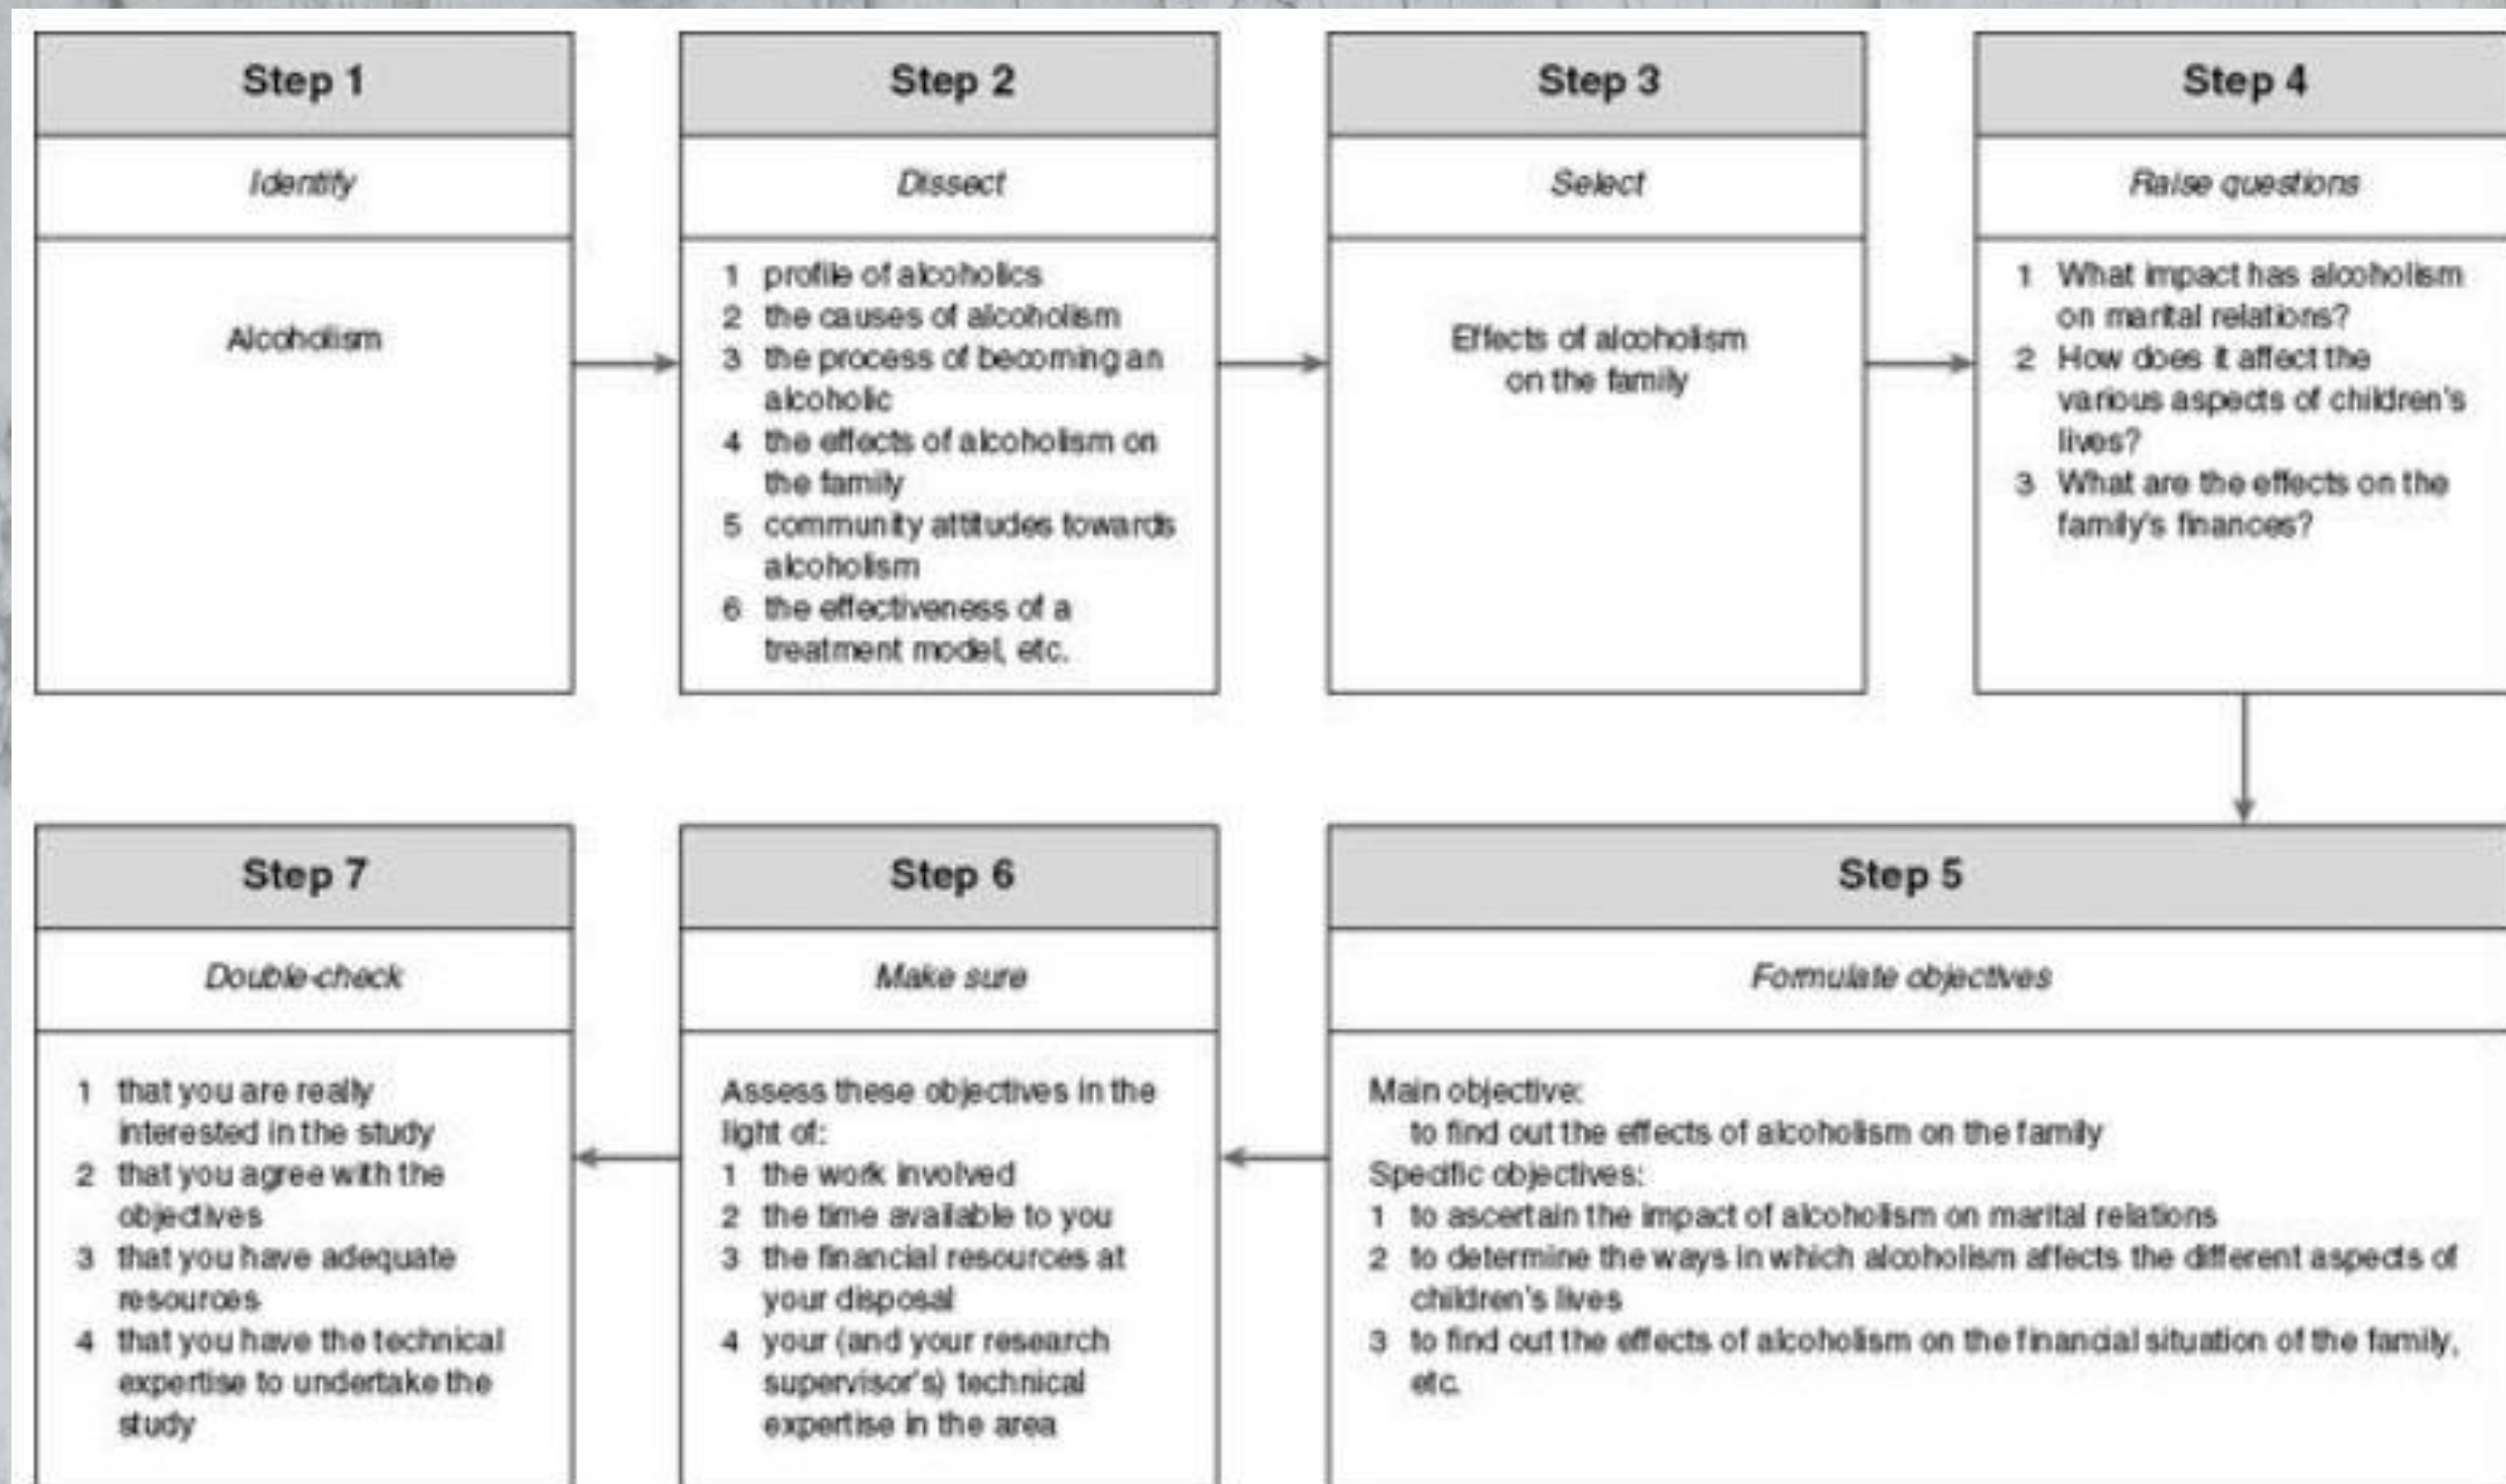 Step 1
Identify
Alcoholism
Step 2
Dissect
1 profile of alcoholics
2 the causes of alcoholism
3 the process of becoming an
alcoholic
4 the effects of alcoholism on
the family
5 community attitudes towards
alcoholism
6 the effectiveness of a
treatment model, etc.
Step 3
Select
Effects of alcoholism
on the family
Step 4
Raise questions
1 What impact has alcoholism
on marital relations?
2 How does it affect the
various aspects of children's
lives?
3 What are the effects on the
family's finances?
Step 5
Formulate objectives
Main objective:
to find out the effects of alcoholism on the family
Specific objectives:
1 to ascertain the impact of alcoholism on marital relations
2 to determine the ways in which alcoholism affects the different aspects of
children's lives
3 to find out the effects of alcoholism on the financial situation of the family,
etc.
Step 6
Make sure
Assess these objectives in the
light of:
1 the work involved
2 the time available to you
3 the financial resources at
your disposal
4 your (and your research
supervisor's) technical
expertise in the area
Step 7
Double-check
1 that you are really
interested in the study
2 that you agree with the
objectives
3 that you have adequate
resources
4 that you have the technical
expertise to undertake the
study